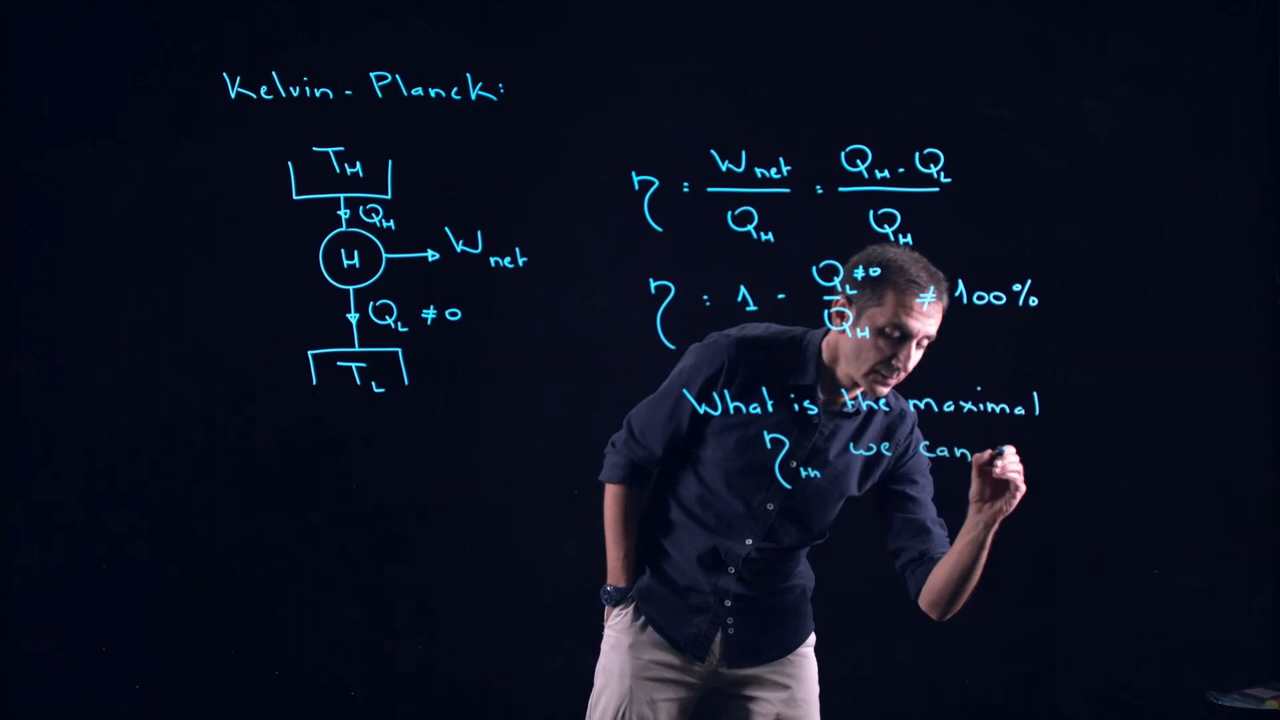 Kelvin - Planck:
T_H
Q_H
H
W_net
Q_L ≠ 0
T_L
η = W_net / Q_H = (Q_H - Q_L) / Q_H
η = 1 - Q_L ≠0 / Q_H ≠ 100%
What is the maximal
η_th we can